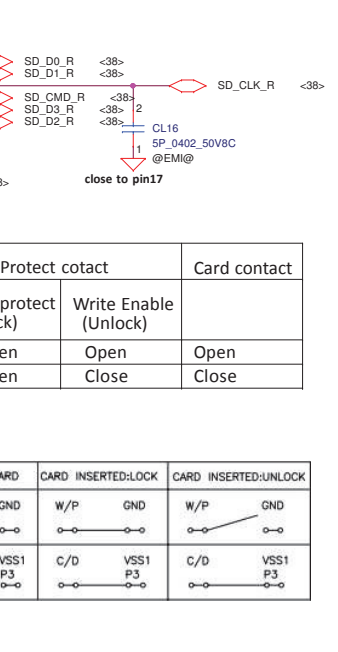 SD_D0_R <38>
SD_D1_R <38>
SD_CLK_R <38>
SD_CMD_R <38>
SD_D3_R <38>
SD_D2_R <38>
2
CL16
1
5P_0402_50V8C
@EMI@
close to pin17
Protect cotact Card contact
protect Write Enable
(Unlock)
Open Open
Close Close
CARD INSERTED:LOCK CARD INSERTED:UNLOCK
GND W/P GND W/P GND
VSS1 C/D VSS1 C/D VSS1
P3 P3 P3